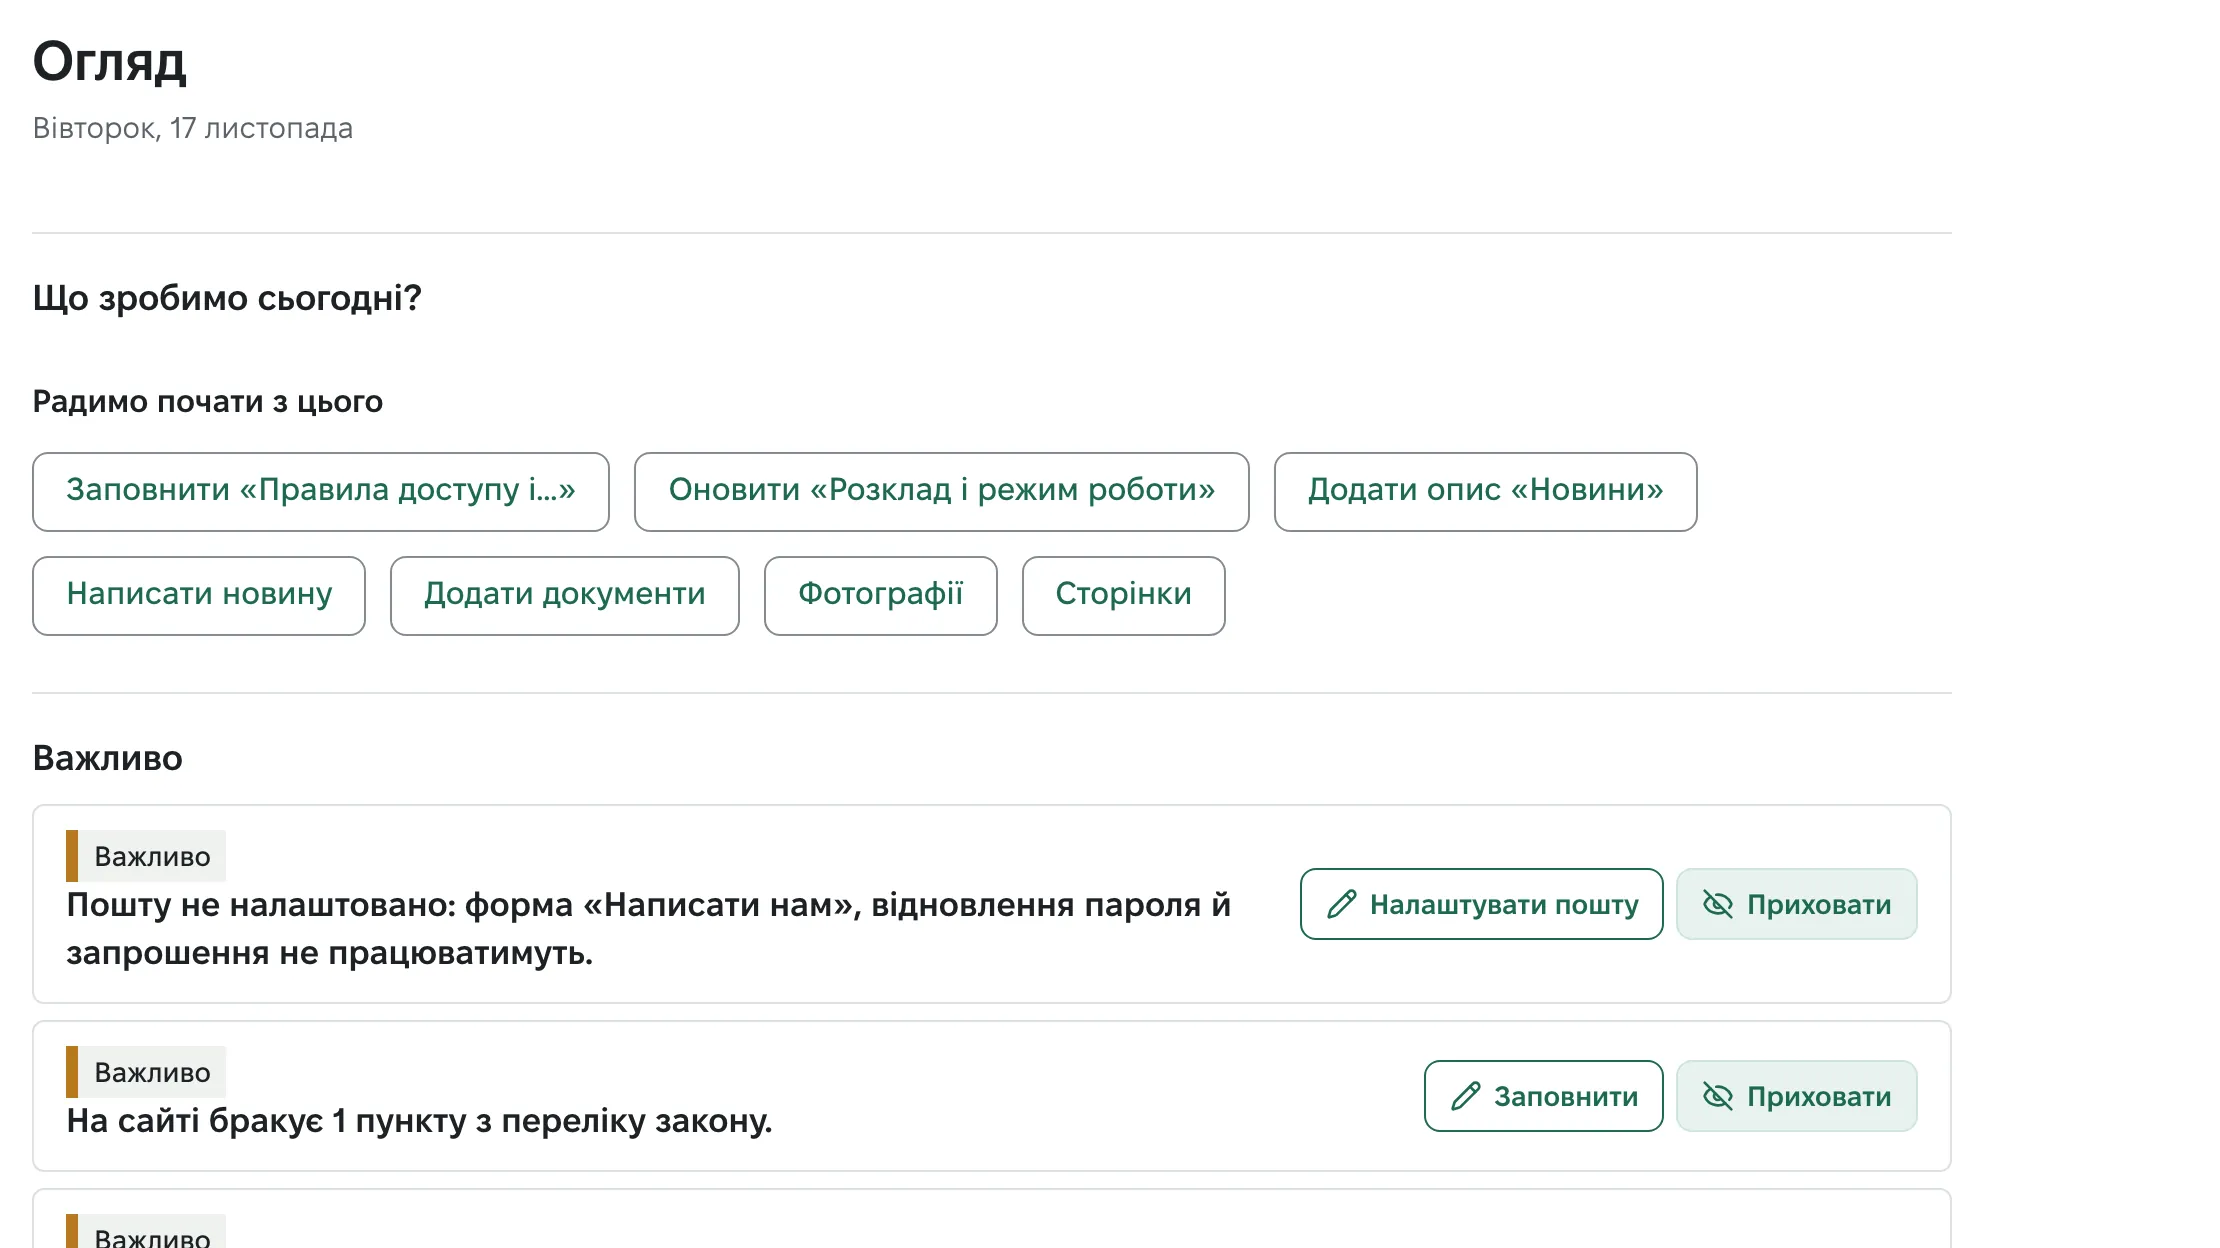 Огляд
Вівторок, 17 листопада
Що зробимо сьогодні?
Радимо почати з цього
Заповнити «Правила доступу і...»
Оновити «Розклад і режим роботи»
Додати опис «Новини»
Написати новину
Додати документи
Фотографії
Сторінки
Важливо
Важливо
Пошту не налаштовано: форма «Написати нам», відновлення пароля й
запрошення не працюватимуть.
Налаштувати пошту
Приховати
Важливо
На сайті бракує 1 пункту з переліку закону.
Заповнити
Приховати
Важливо